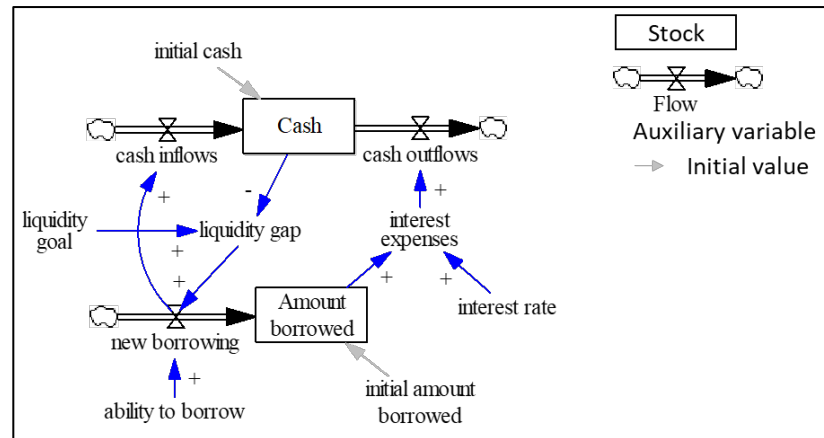 initial cash
Stock
Cash
Flow
cash inflows
cash outflows
Auxiliary variable
Initial value
-
+
+
liquidity
goal
liquidity gap
interest
expenses
+
+
+
+
Amount
borrowed
interest rate
new borrowing
+
ability to borrow
initial amount
borrowed